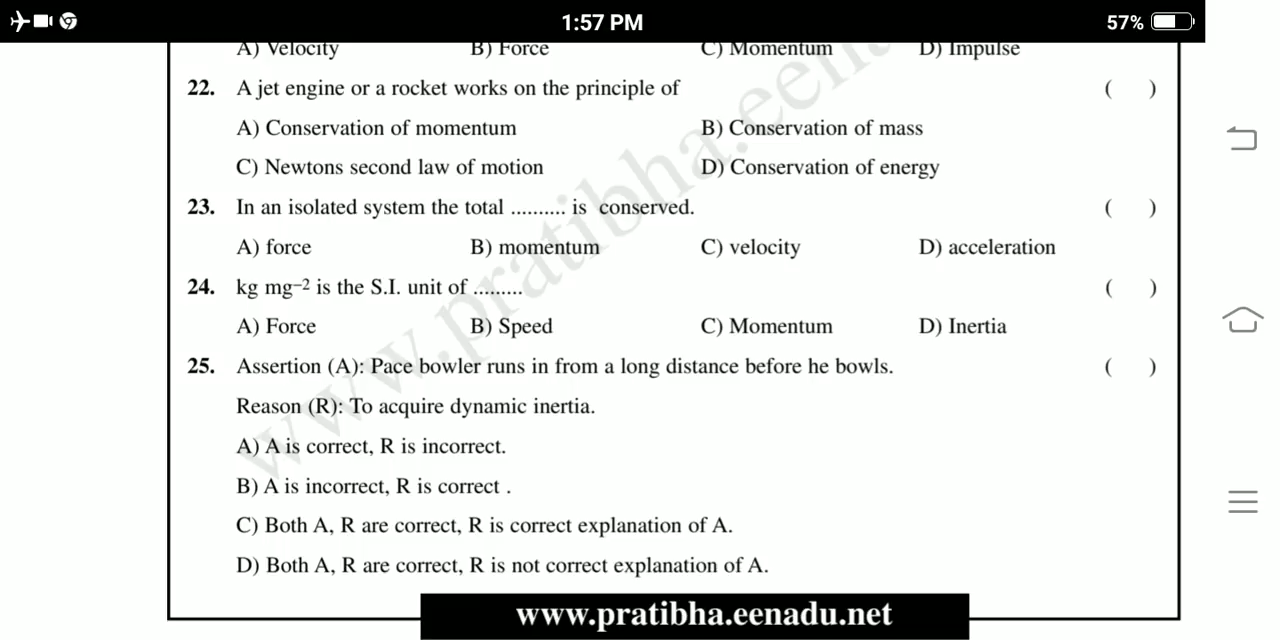 1:57 PM 57%
A) Velocity B) Force C) Momentum D) Impulse
22. A jet engine or a rocket works on the principle of ( )
A) Conservation of momentum B) Conservation of mass
C) Newtons second law of motion D) Conservation of energy
23. In an isolated system the total .......... is conserved. ( )
A) force B) momentum C) velocity D) acceleration
24. kg mg⁻² is the S.I. unit of ......... ( )
A) Force B) Speed C) Momentum D) Inertia
25. Assertion (A): Pace bowler runs in from a long distance before he bowls. ( )
Reason (R): To acquire dynamic inertia.
A) A is correct, R is incorrect.
B) A is incorrect, R is correct .
C) Both A, R are correct, R is correct explanation of A.
D) Both A, R are correct, R is not correct explanation of A.
www.pratibha.eena
www.pratibha.eenadu.net